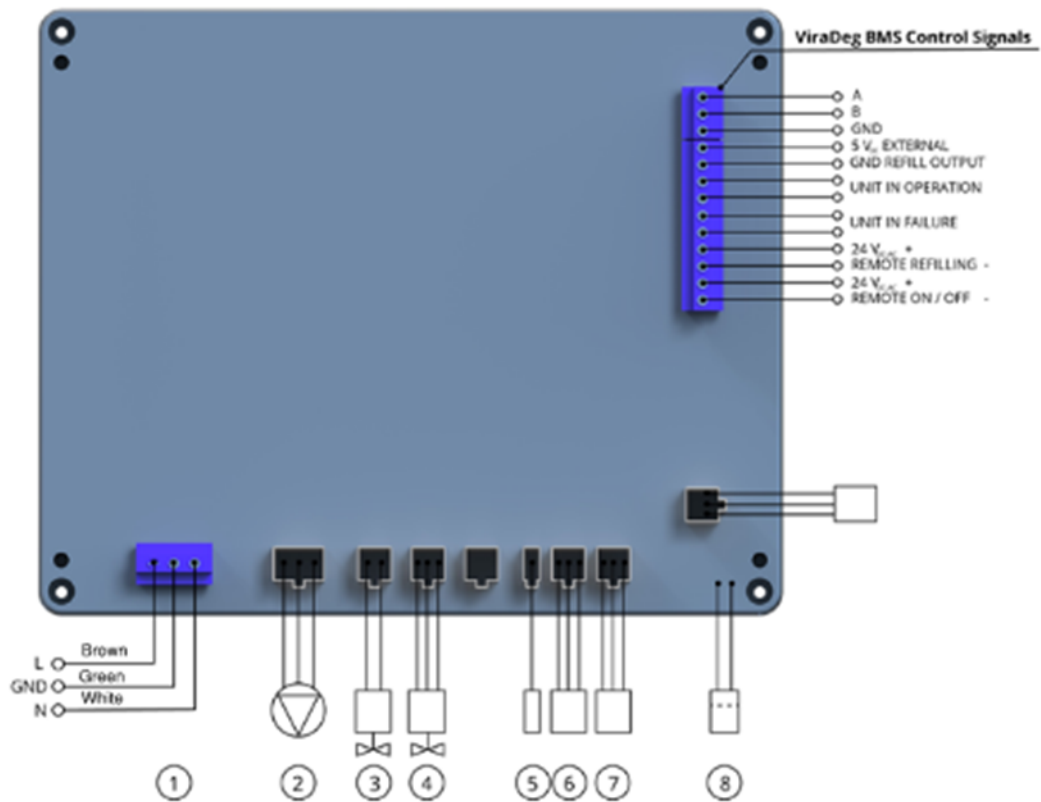 ViraDeg BMS Control Signals
A
B
GND
5 V EXTERNAL
GND REFILL OUTPUT
UNIT IN OPERATION
UNIT IN FAILURE
24 V +
REMOTE REFILLING -
24 V +
REMOTE ON / OFF -
L Brown
GND Green
N White
1 2 3 4 5 6 7 8